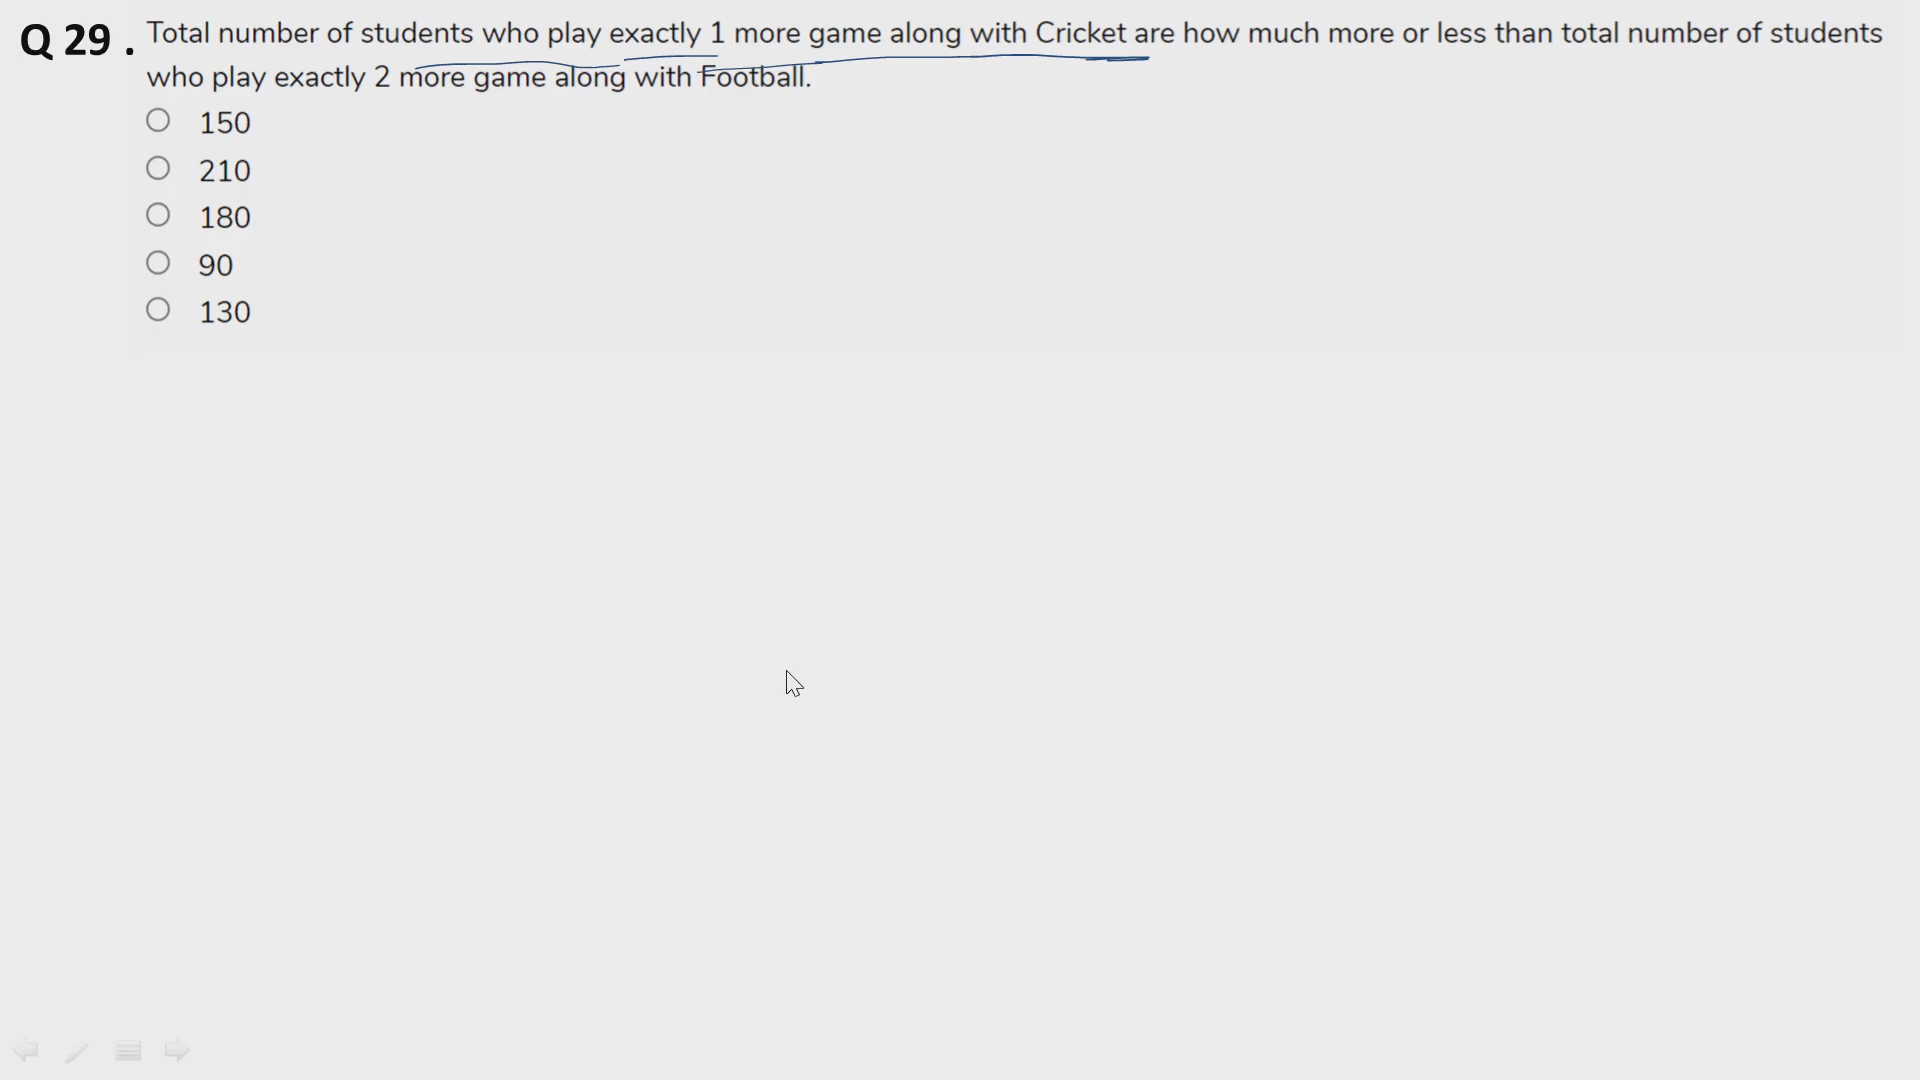 Q 29 . Total number of students who play exactly 1 more game along with Cricket are how much more or less than total number of students
who play exactly 2 more game along with Football.
150
210
180
90
130